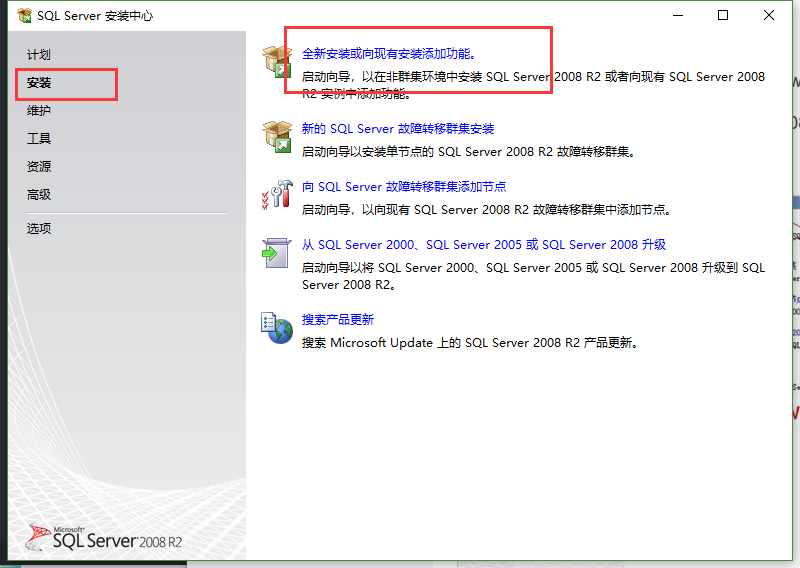 SQL Server 安装中心
计划
安装
维护
工具
资源
高级
选项
全新安装或向现有安装添加功能。
启动向导，以在非群集环境中安装 SQL Server 2008 R2 或者向现有 SQL Server 2008
R2 实例中添加功能。
新的 SQL Server 故障转移群集安装
启动向导以安装单节点的 SQL Server 2008 R2 故障转移群集。
向 SQL Server 故障转移群集添加节点
启动向导，以向现有 SQL Server 2008 R2 故障转移群集中添加节点。
从 SQL Server 2000、SQL Server 2005 或 SQL Server 2008 升级
启动向导以将 SQL Server 2000、SQL Server 2005 或 SQL Server 2008 升级到 SQL
Server 2008 R2。
搜索产品更新
搜索 Microsoft Update 上的 SQL Server 2008 R2 产品更新。
Microsoft
SQL Server 2008 R2